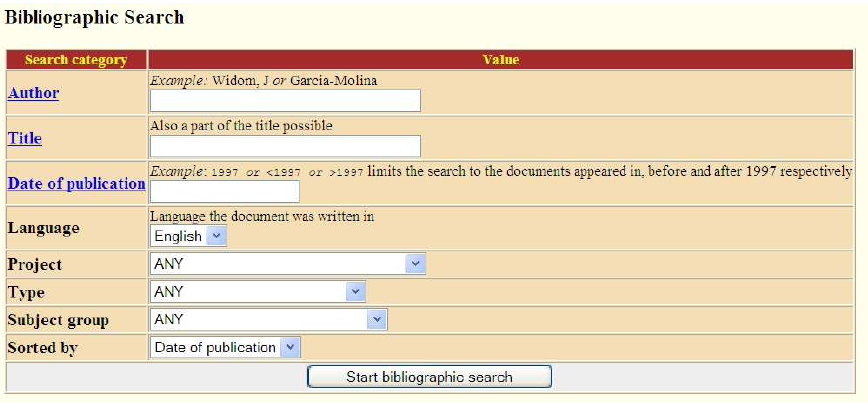 Bibliographic Search
Search category Value
Author Example: Widom, J or Garcia-Molina
Title Also a part of the title possible
Date of publication Example: 1997 or <1997 or >1997 limits the search to the documents appeared in, before and after 1997 respectively
Language Language the document was written in
English
Project ANY
Type ANY
Subject group ANY
Sorted by Date of publication
Start bibliographic search